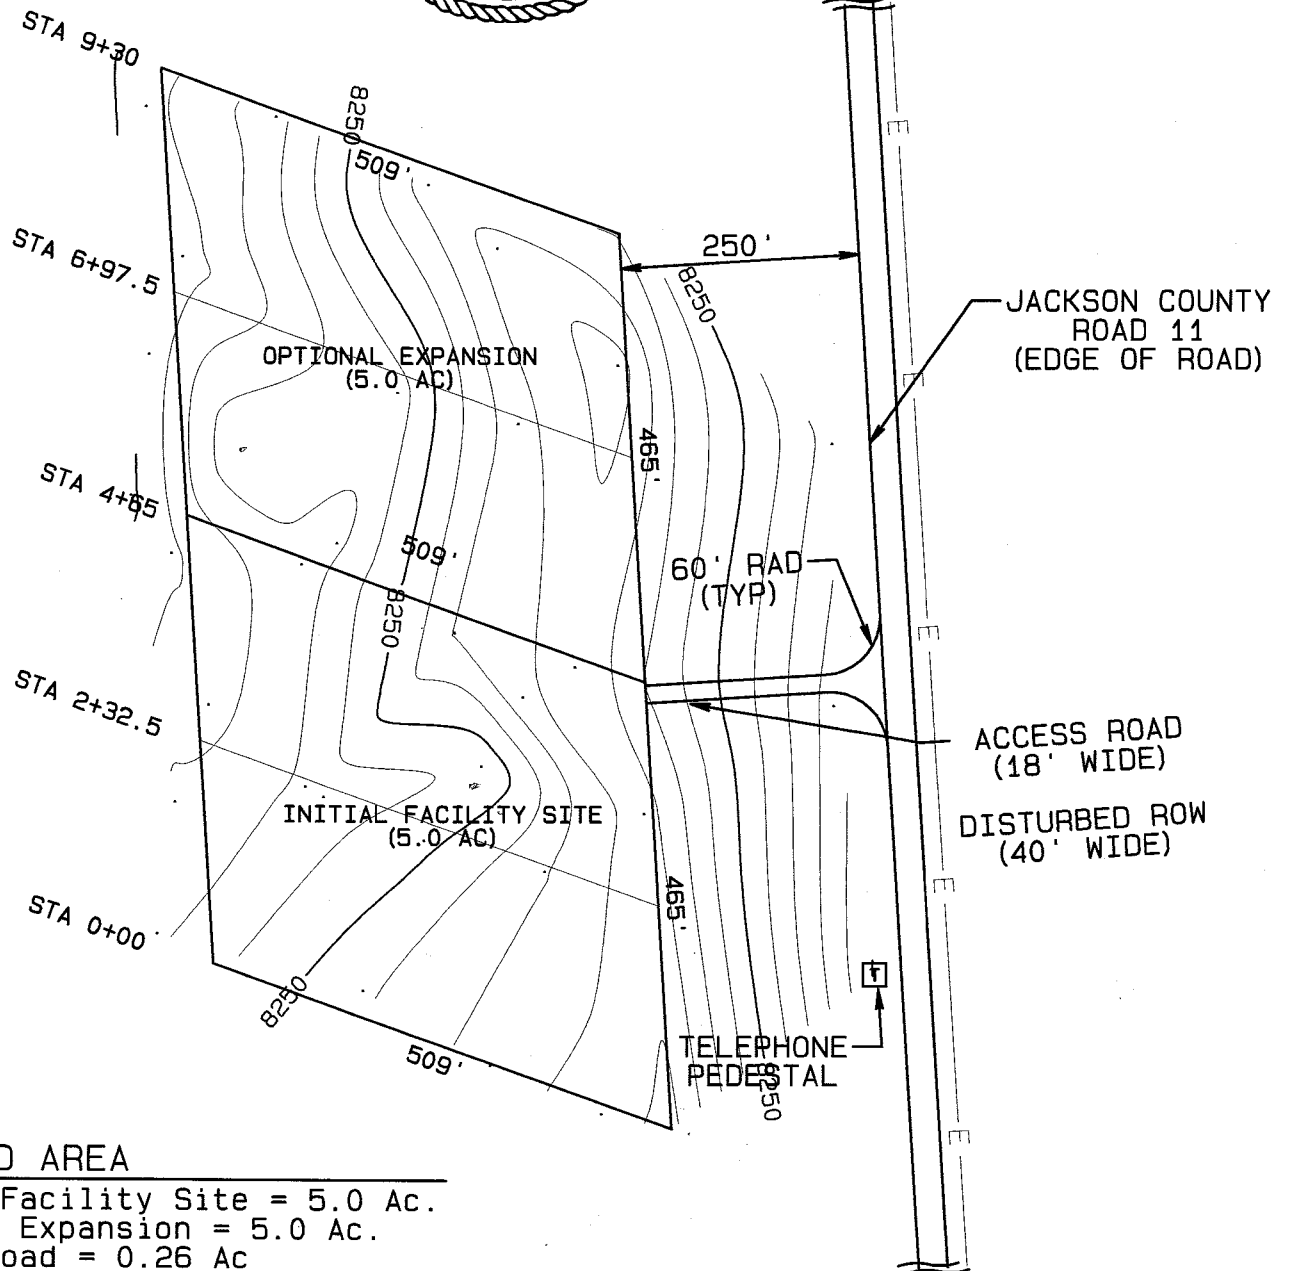 STA 9+30
8250
509'
STA 6+97.5
250'
8250
JACKSON COUNTY
ROAD 11
(EDGE OF ROAD)
OPTIONAL EXPANSION
(5.0 AC)
465'
STA 4+65
509'
60' RAD
(TYP)
8250
STA 2+32.5
ACCESS ROAD
(18' WIDE)
INITIAL FACILITY SITE
(5.0 AC)
DISTURBED ROW
(40' WIDE)
465'
STA 0+00
8250
T
509'
TELEPHONE
PEDESTAL
8250
E
E
E
E
E
D AREA
Facility Site = 5.0 Ac.
Expansion = 5.0 Ac.
oad = 0.26 Ac